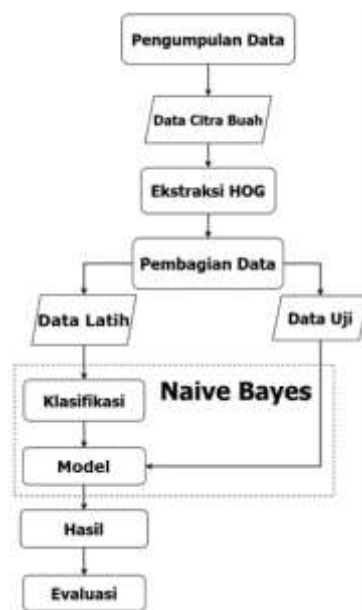 Pengumpulan Data
Data Citra Buah
Ekstraksi HOG
Pembagian Data
Data Latih
Data Uji
Naive Bayes
Klasifikasi
Model
Hasil
Evaluasi